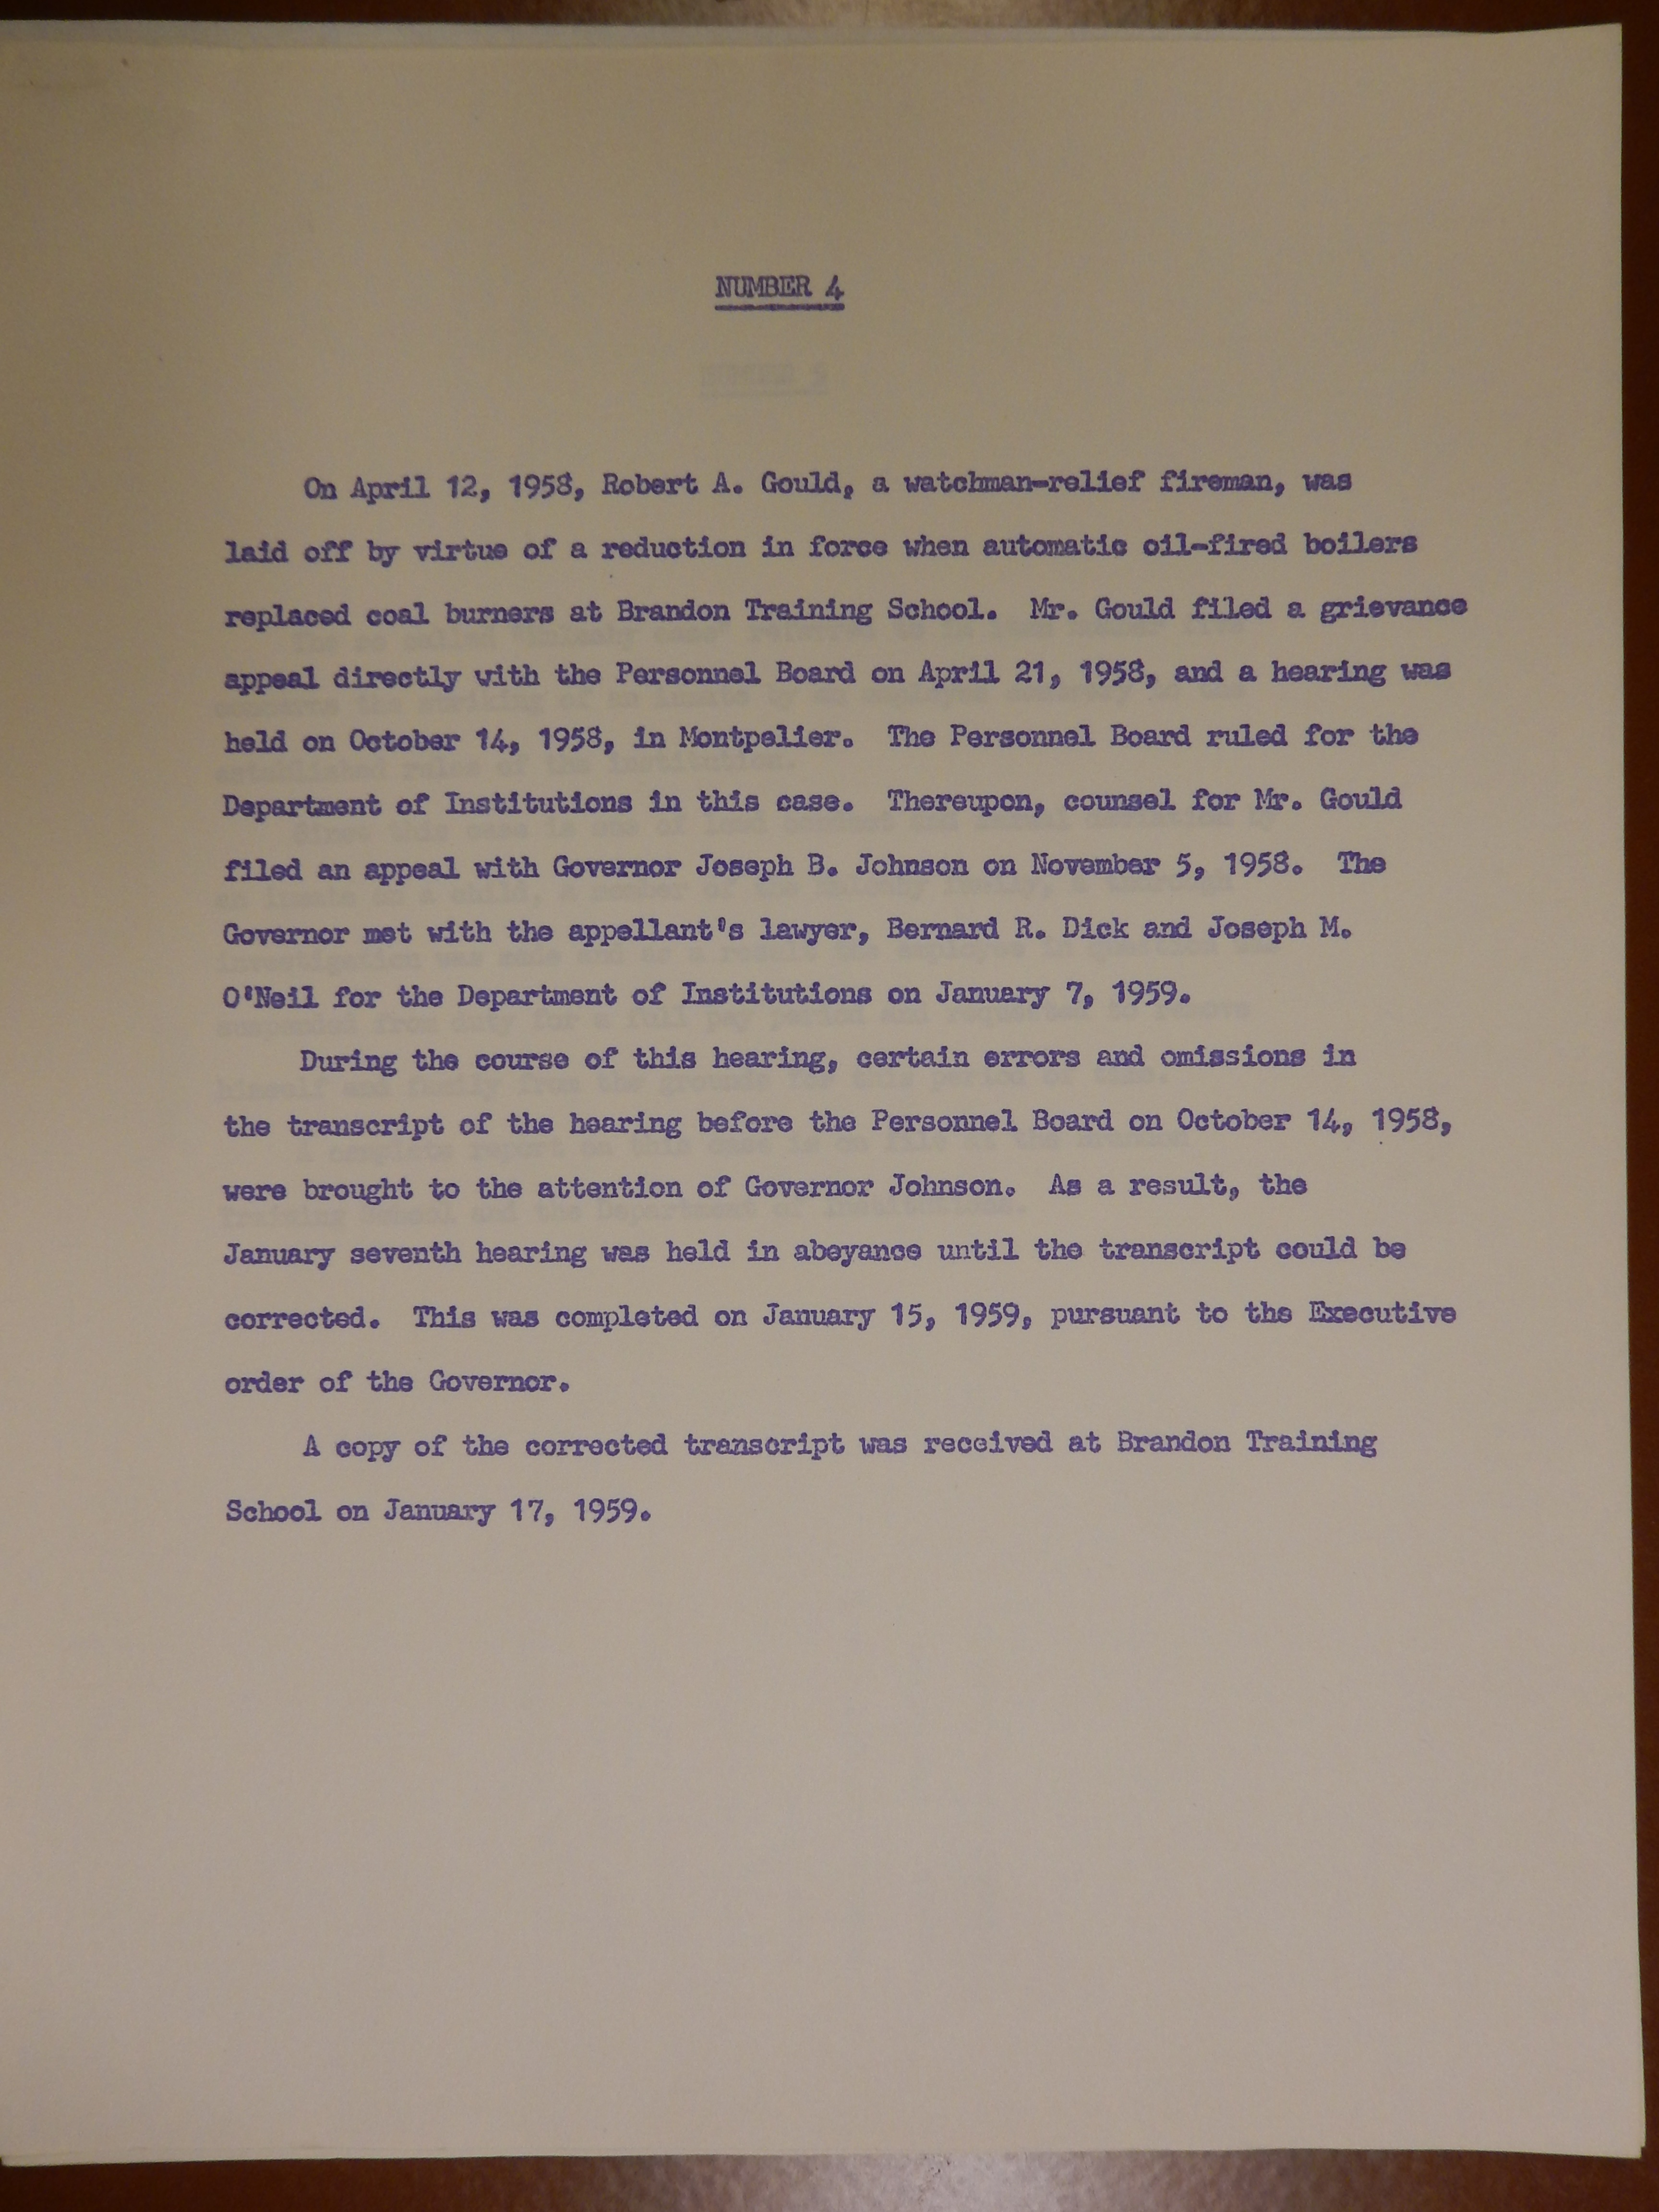 NUMBER 4
On April 12, 1958, Robert A. Gould, a watchman-relief fireman, was
laid off by virtue of a reduction in force when automatic oil-fired boilers
replaced coal burners at Brandon Training School. Mr. Gould filed a grievance
appeal directly with the Personnel Board on April 21, 1958, and a hearing was
held on October 14, 1958, in Montpelier. The Personnel Board ruled for the
Department of Institutions in this case. Thereupon, counsel for Mr. Gould
filed an appeal with Governor Joseph B. Johnson on November 5, 1958. The
Governor met with the appellant's lawyer, Bernard R. Dick and Joseph M.
O'Neil for the Department of Institutions on January 7, 1959.
During the course of this hearing, certain errors and omissions in
the transcript of the hearing before the Personnel Board on October 14, 1958,
were brought to the attention of Governor Johnson. As a result, the
January seventh hearing was held in abeyance until the transcript could be
corrected. This was completed on January 15, 1959, pursuant to the Executive
order of the Governor.
A copy of the corrected transcript was received at Brandon Training
School on January 17, 1959.